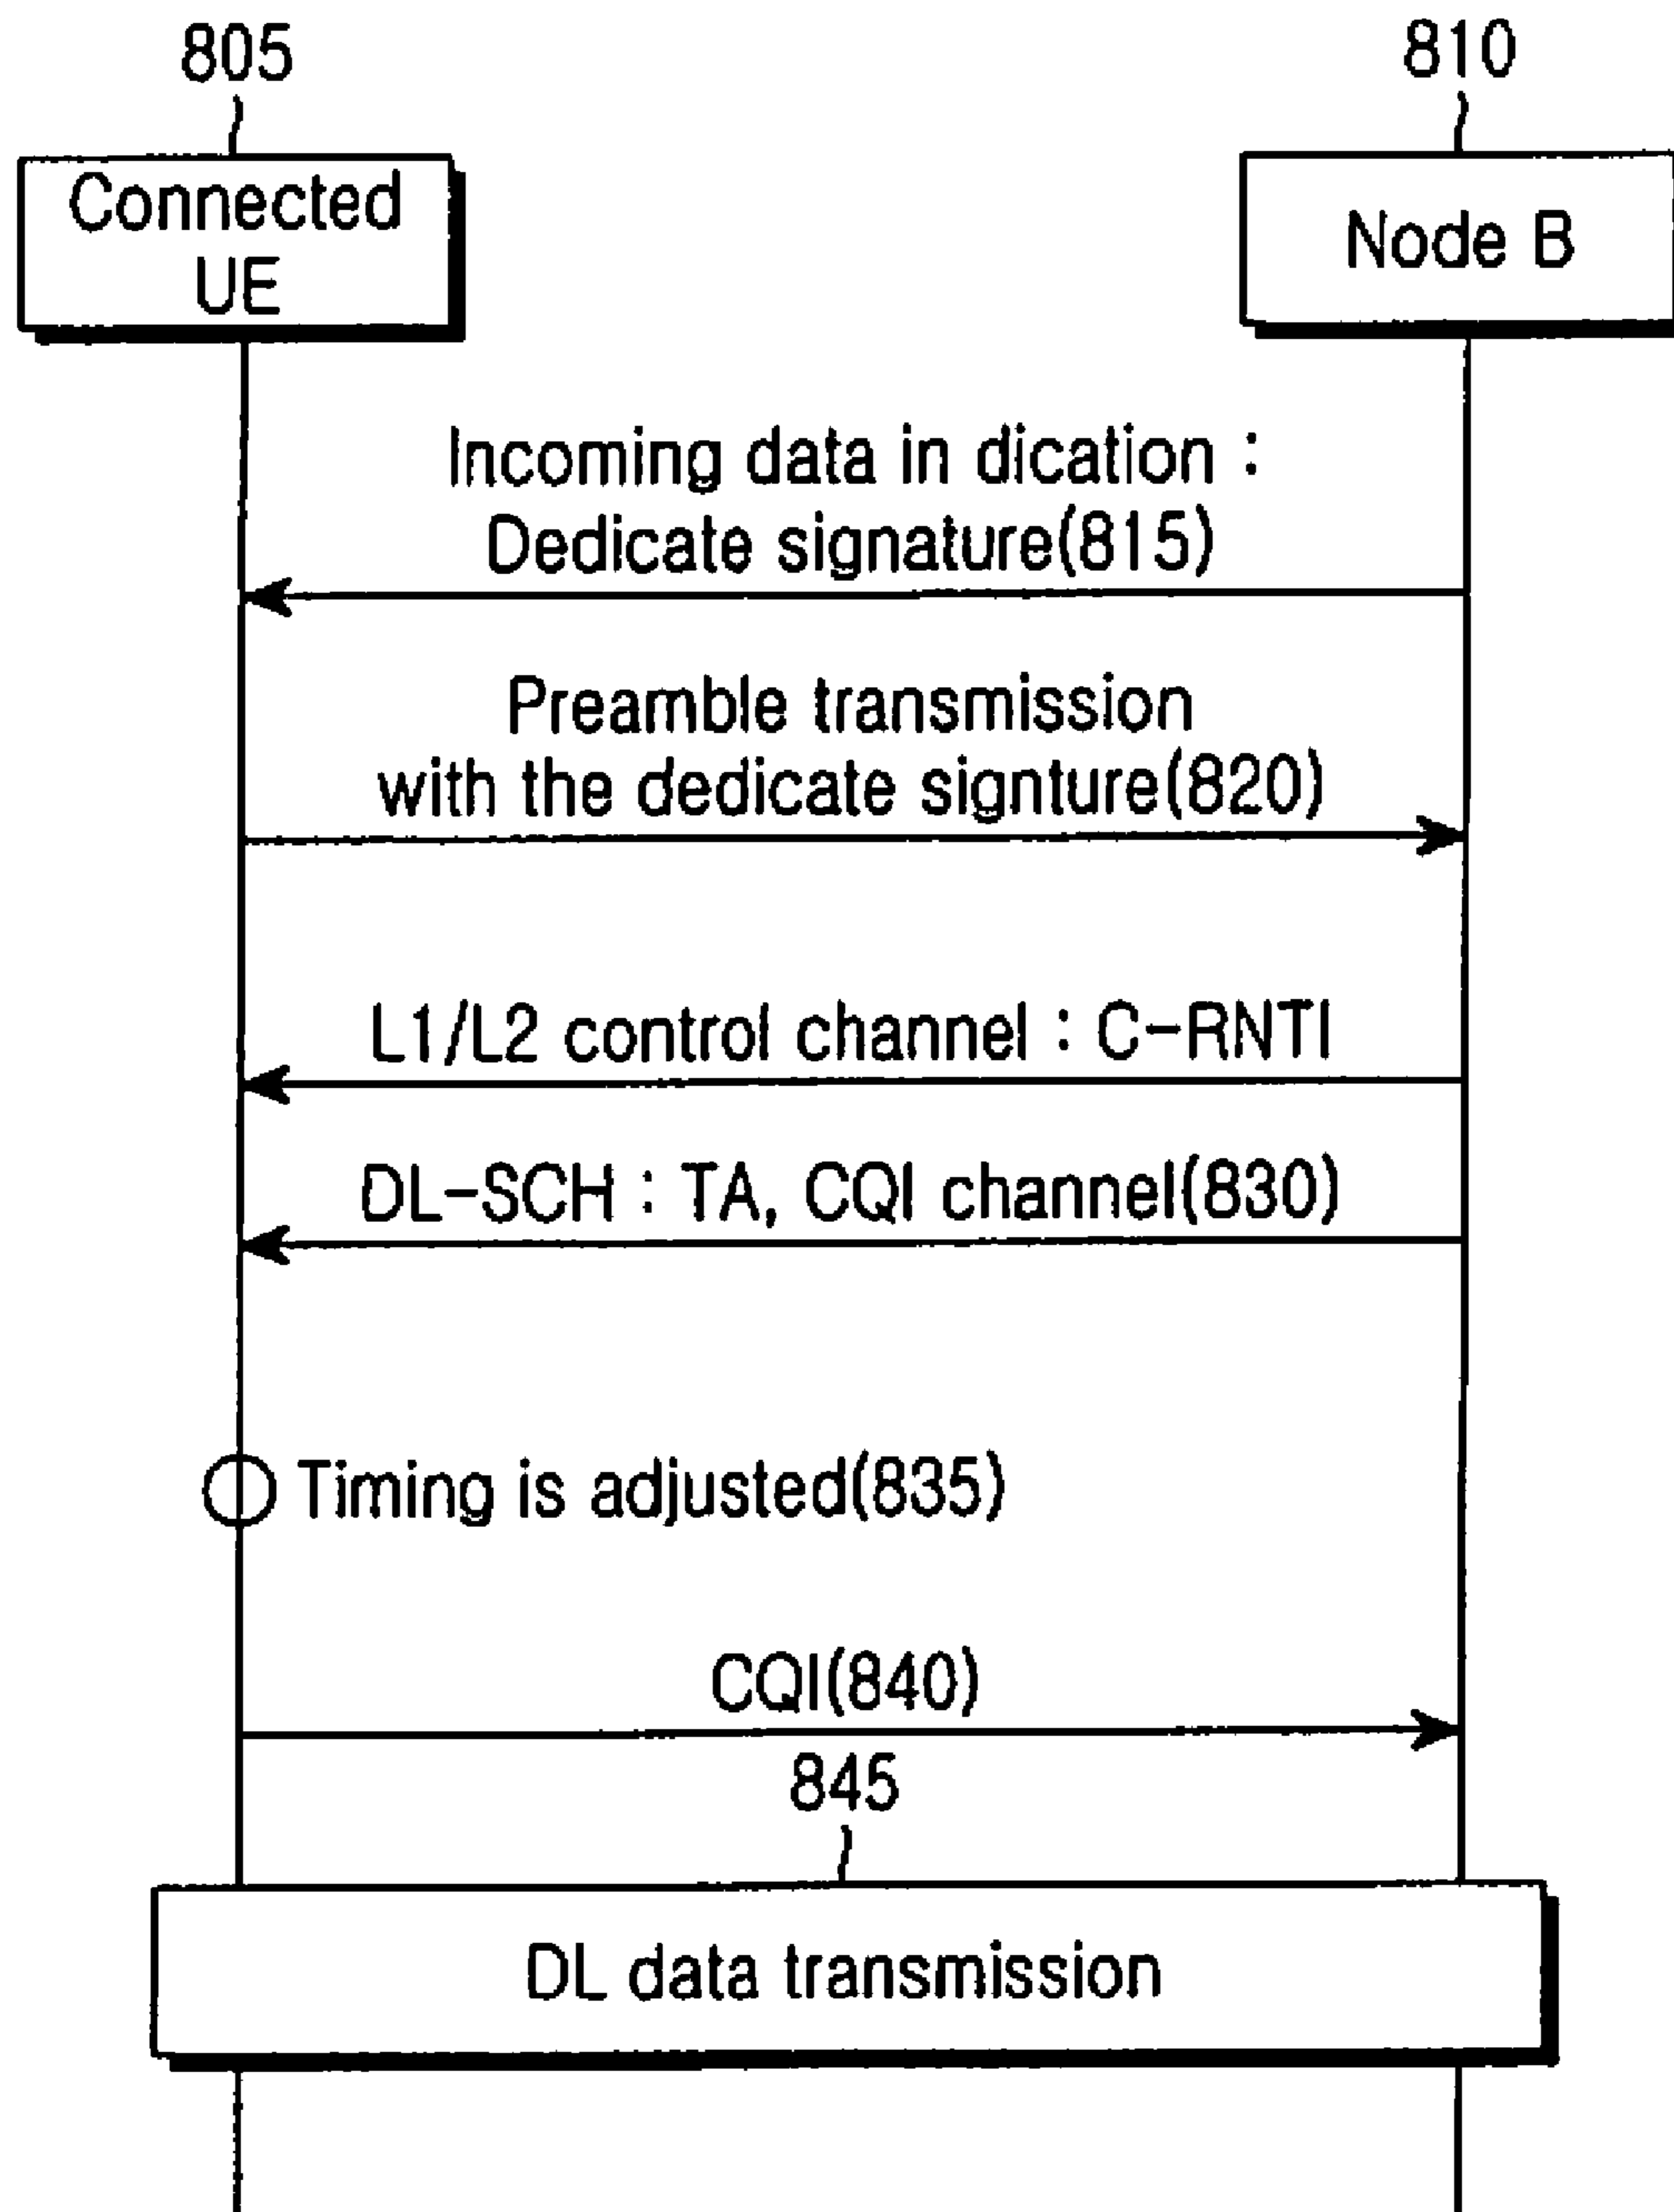 805
810
Connected
UE
Node B
Incoming data in dication :
Dedicate signature(815)
Preamble transmission
with the dedicate signture(820)
L1/L2 control channel : C-RNTI
DL-SCH : TA, CQI channel(830)
Timing is adjusted(835)
CQI(840)
845
DL data transmission